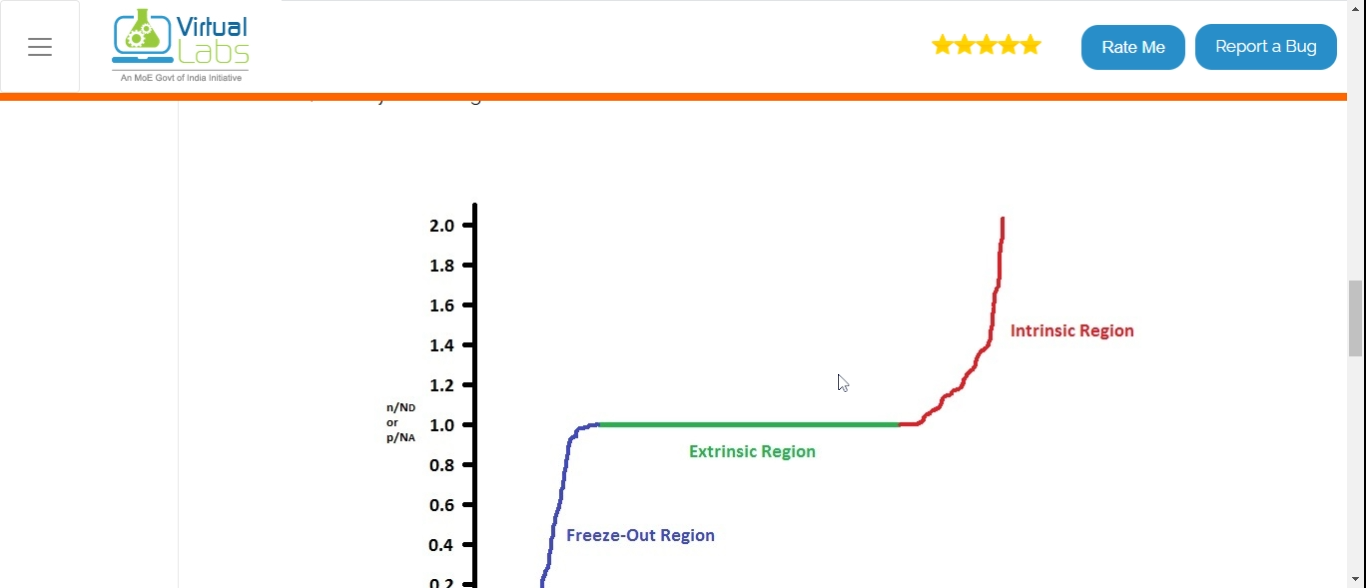 Virtual
Labs
An MoE Govt of India Initiative
Rate Me
Report a Bug
2.0
1.8
1.6
Intrinsic Region
1.4
1.2
n/ND
or
p/NA
1.0
Extrinsic Region
0.8
0.6
Freeze-Out Region
0.4
0.2